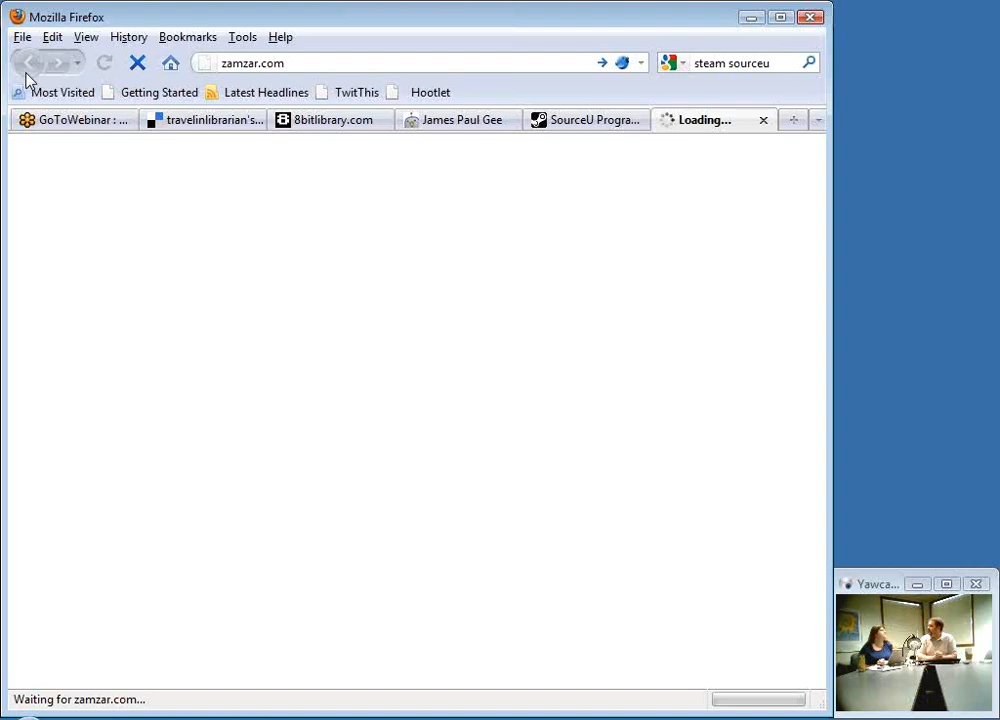 Mozilla Firefox
File Edit View History Bookmarks Tools Help
zamzar.com steam sourceu
Most Visited Getting Started Latest Headlines TwitThis Hootlet
GoToWebinar : ... travelinlibrarian's... 8bitlibrary.com James Paul Gee SourceU Progra... Loading...
Yawca...
Waiting for zamzar.com...